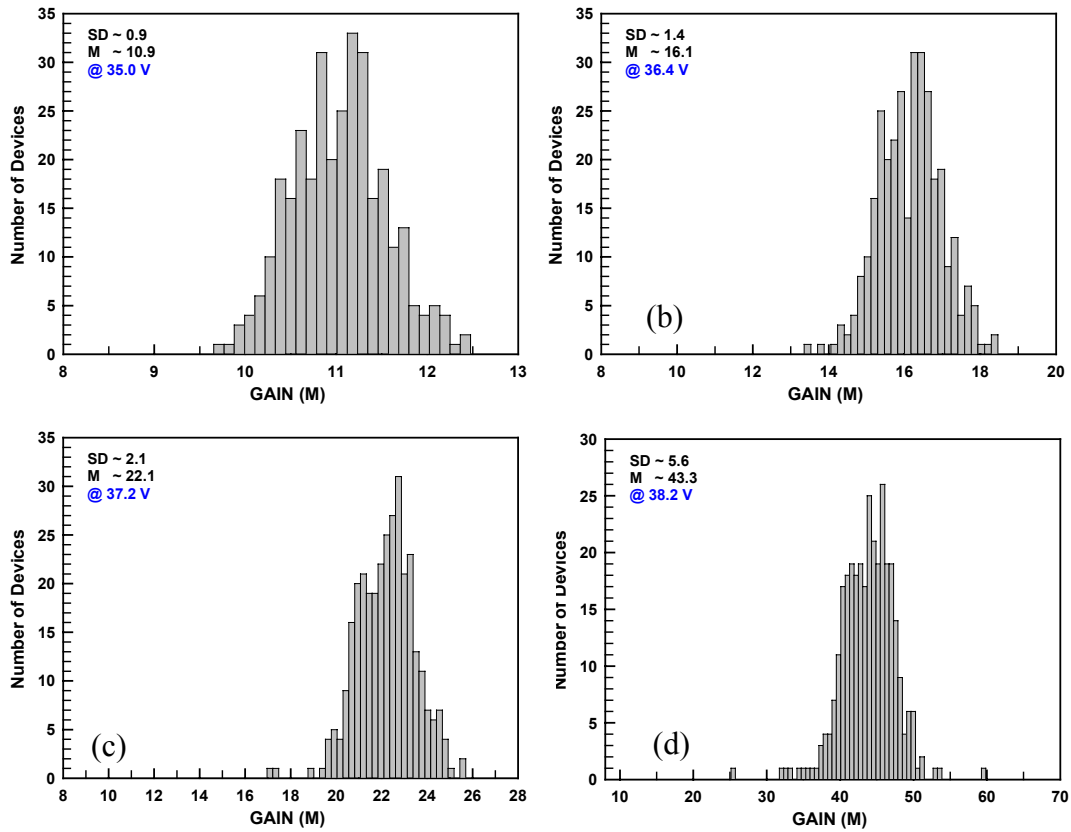 35
30
25
20
15
10
5
0
Number of Devices
SD ~ 0.9
M ~ 10.9
@ 35.0 V
8 9 10 11 12 13
GAIN (M)
35
30
25
20
15
10
5
0
Number of Devices
SD ~ 1.4
M ~ 16.1
@ 36.4 V
(b)
8 10 12 14 16 18 20
GAIN (M)
35
30
25
20
15
10
5
0
Number of Devices
SD ~ 2.1
M ~ 22.1
@ 37.2 V
(c)
8 10 12 14 16 18 20 22 24 26 28
GAIN (M)
30
25
20
15
10
5
0
Number of Devices
SD ~ 5.6
M ~ 43.3
@ 38.2 V
(d)
10 20 30 40 50 60 70
GAIN (M)